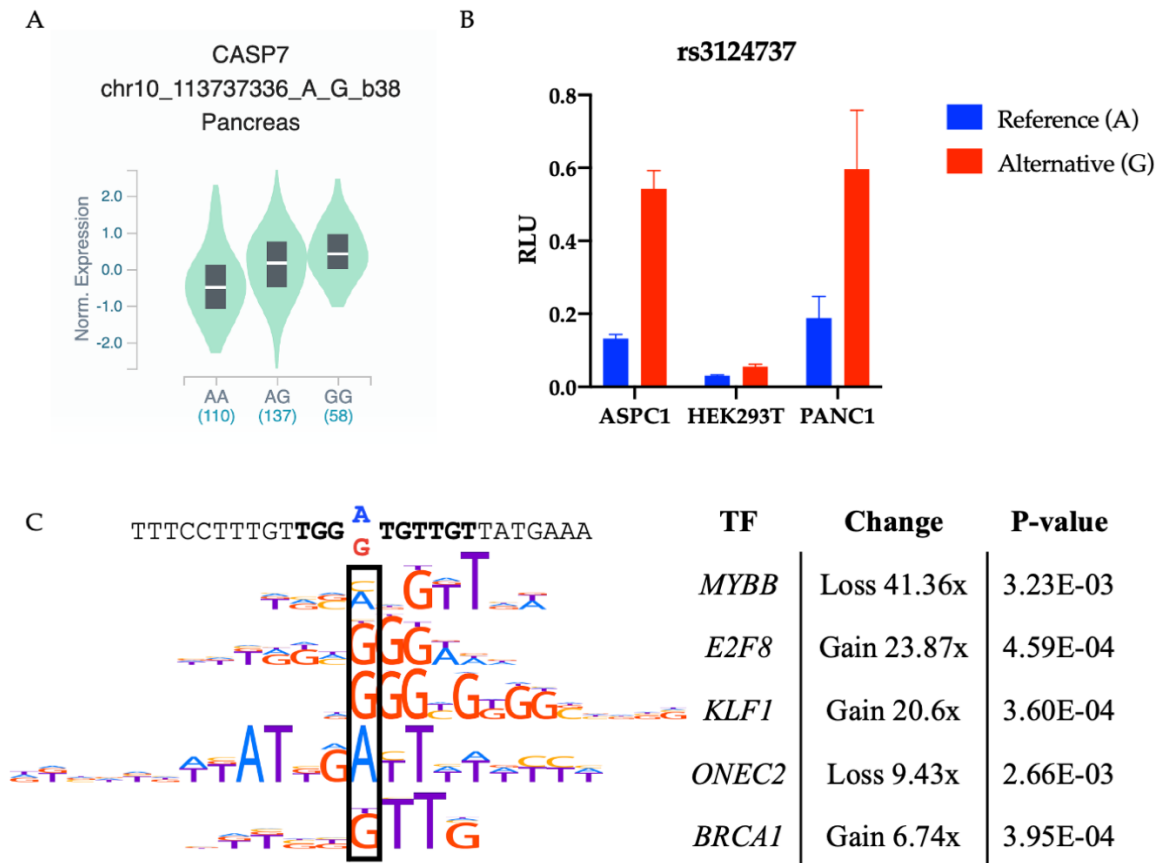 A
CASP7
chr10_113737336_A_G_b38
Pancreas
Norm. Expression
2.0
1.0
0.0
-1.0
-2.0
AA
(110)
AG
(137)
GG
(58)
B
rs3124737
RLU
0.8
0.6
0.4
0.2
0.0
ASPC1
HEK293T
PANC1
Reference (A)
Alternative (G)
C
A
TTTCCTTTGTTGG TGTTGTTATGAAA
G
TF Change P-value
MYBB Loss 41.36x 3.23E-03
E2F8 Gain 23.87x 4.59E-04
KLF1 Gain 20.6x 3.60E-04
ONEC2 Loss 9.43x 2.66E-03
BRCA1 Gain 6.74x 3.95E-04